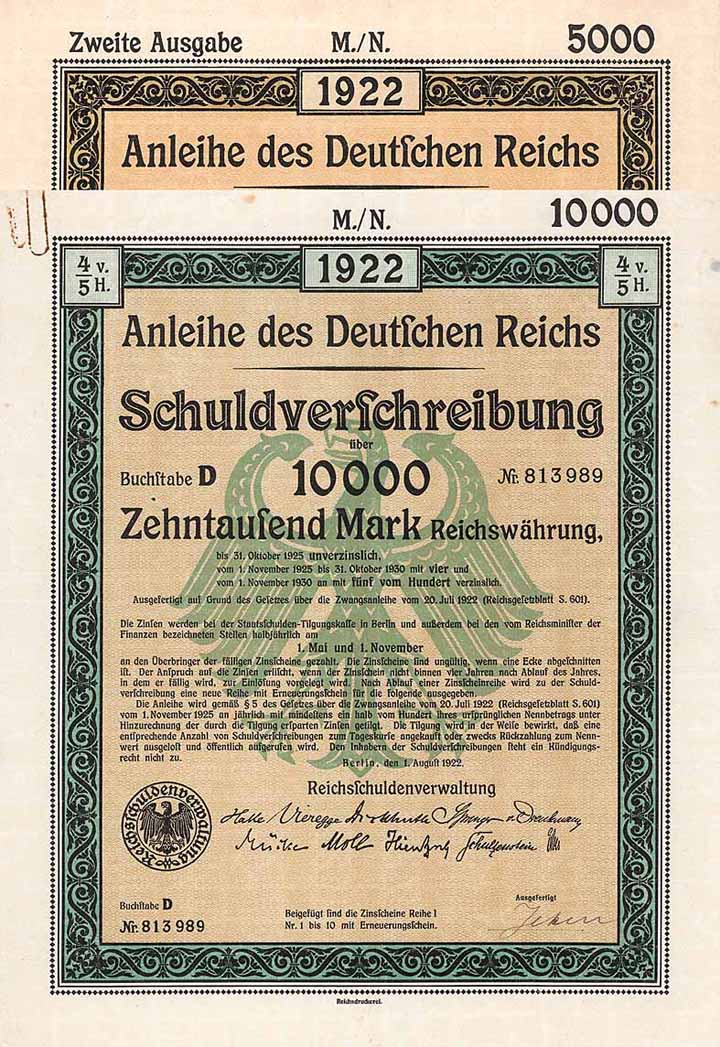 Zweite Ausgabe M./N. 5000
1922
Anleihe des Deutſchen Reichs
M./N. 10000
4/5 v. H. 1922 4/5 v. H.
Anleihe des Deutſchen Reichs
Schuldverſchreibung
über
Buchſtabe D 10000 Nr. 813989
Zehntauſend Mark Reichswährung,
bis 31. Oktober 1925 unverzinslich,
vom 1. November 1925 bis 31. Oktober 1930 mit vier und
vom 1. November 1930 an mit fünf vom Hundert verzinslich.
Ausgefertigt auf Grund des Geſetzes über die Zwangsanleihe vom 20. Juli 1922 (Reichsgeſetzblatt S. 601).
Die Zinſen werden bei der Staatsſchulden-Tilgungskaſſe in Berlin und außerdem bei den vom Reichsminiſter der
Finanzen bezeichneten Stellen halbjährlich am
1. Mai und 1. November
an den Überbringer der fälligen Zinsſcheine gezahlt. Die Zinsſcheine ſind ungültig, wenn eine Ecke abgeſchnitten
iſt. Der Anſpruch auf die Zinſen erliſcht, wenn der Zinsſchein nicht binnen vier Jahren nach Ablauf des Jahres,
in dem er fällig wird, zur Einlöſung vorgelegt wird. Nach Ablauf einer Zinsſcheinreihe wird zu der Schuld-
verſchreibung eine neue Reihe mit Erneuerungsſchein für die folgende ausgegeben.
Die Anleihe wird gemäß § 5 des Geſetzes über die Zwangsanleihe vom 20. Juli 1922 (Reichsgeſetzblatt S. 601)
vom 1. November 1925 an jährlich mit mindeſtens ein halb vom Hundert ihres urſprünglichen Nennbetrags unter
Hinzurechnung der durch die Tilgung erſparten Zinſen getilgt. Die Tilgung wird in der Weiſe bewirkt, daß eine
entſprechende Anzahl von Schuldverſchreibungen zum Tageskurſe angekauft oder zwecks Rückzahlung zum Nenn-
wert ausgeloſt und öffentlich aufgerufen wird. Den Inhabern der Schuldverſchreibungen ſteht ein Kündigungs-
recht nicht zu.
Berlin, den 1. Auguſt 1922.
Reichsſchuldenverwaltung
Reichsſchuldenverwaltung
Halle Vieregge Springer
Mücke Moll Schulzenstein
Buchſtabe D
Nr. 813989
Beigefügt ſind die Zinsſcheine Reihe I
Nr. 1 bis 10 mit Erneuerungsſchein.
Ausgefertigt
Reichsdruckerei.